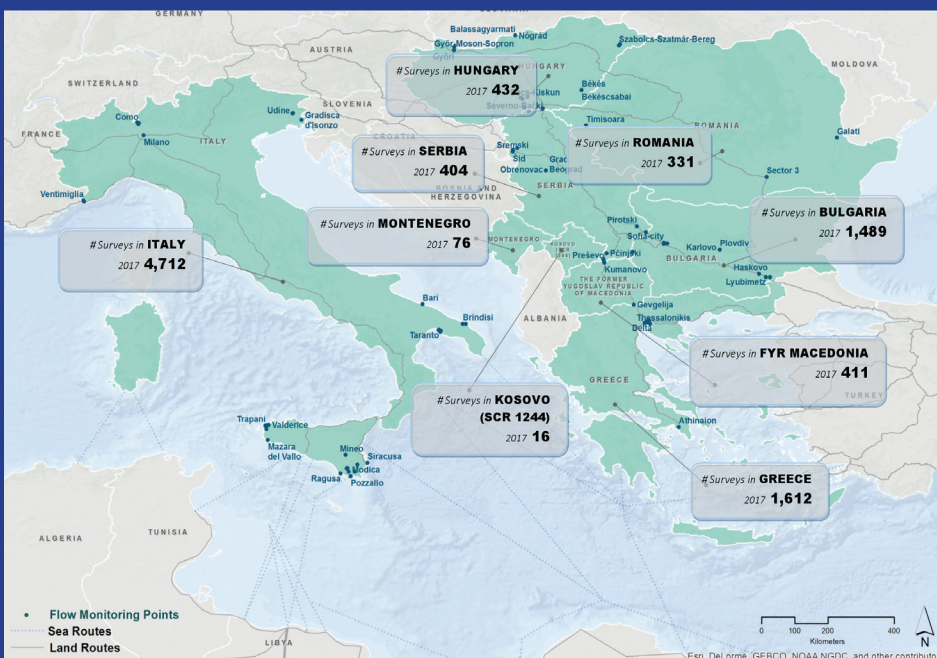 GERMANY
Balassagyarmati
Nógrád
Szabolcs-Szatmár-Bereg
Győr-Moson-Sopron
AUSTRIA
MOLDOVA
SWITZERLAND
# Surveys in HUNGARY
2017 432
HUNGARY
Békés
Békéscsabai
SLOVENIA
Como
Milano
Udine
Gradisca
d'Isonzo
FRANCE
ITALY
CROATIA
Timisoara
ROMANIA
Galati
Sremski
Sid
Obrenovac
# Surveys in SERBIA
2017 404
# Surveys in ROMANIA
2017 331
Sector 3
BOSNIA AND
HERZEGOVINA
SERBIA
Ventimiglia
# Surveys in MONTENEGRO
2017 76
# Surveys in BULGARIA
2017 1,489
Pirotski
Sofia-city
Karlovo
Plovdiv
BULGARIA
# Surveys in ITALY
2017 4,712
MONTENEGRO
KOSOVO
(SCR
1244)
Preševo
Pčinjski
Kumanovo
Haskovo
Lyubimetz
THE FORMER
YUGOSLAV REPUBLIC
OF MACEDONIA
Bari
Brindisi
Taranto
ALBANIA
Gevgelija
Thessalonikis
Delta
# Surveys in FYR MACEDONIA
2017 411
GREECE
TURKEY
# Surveys in KOSOVO
(SCR 1244)
2017 16
Trapani
Valderice
Mazara
del Vallo
Mineo
Siracusa
Modica
Ragusa
Pozzallo
Athinaion
# Surveys in GREECE
2017 1,612
ALGERIA
TUNISIA
LIBYA
Flow Monitoring Points
Sea Routes
Land Routes
0 100 200 400
Kilometers
N
Esri, DeLorme, GEBCO, NOAA NGDC, and other